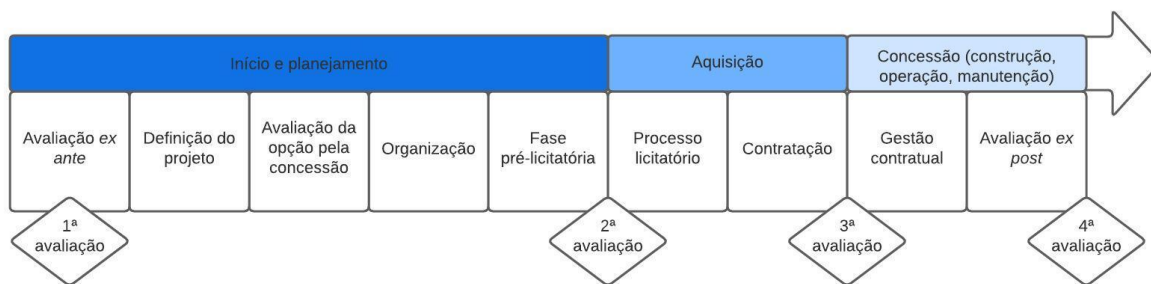 Início e planejamento
Aquisição
Concessão (construção,
operação, manutenção)
Avaliação ex
ante
Definição do
projeto
Avaliação da
opção pela
concessão
Organização
Fase
pré-licitatória
Processo
licitatório
Contratação
Gestão
contratual
Avaliação ex
post
1ª
avaliação
2ª
avaliação
3ª
avaliação
4ª
avaliação